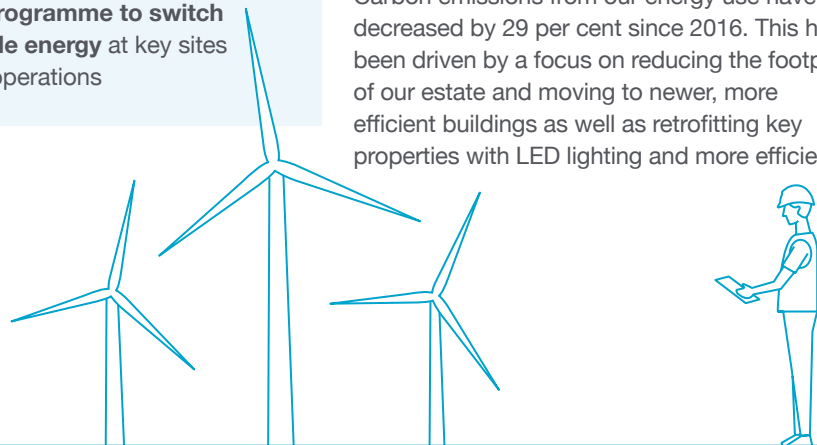 rogramme to switch
le energy at key sites
perations
Carbon emissions from our energy use have
decreased by 29 per cent since 2016. This h
been driven by a focus on reducing the footp
of our estate and moving to newer, more
efficient buildings as well as retrofitting key
properties with LED lighting and more efficie